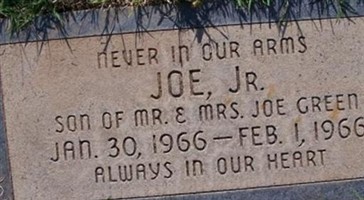 NEVER IN OUR ARMS
JOE, JR.
SON OF MR. & MRS. JOE GREEN
JAN. 30, 1966 — FEB. 1, 1966
ALWAYS IN OUR HEART